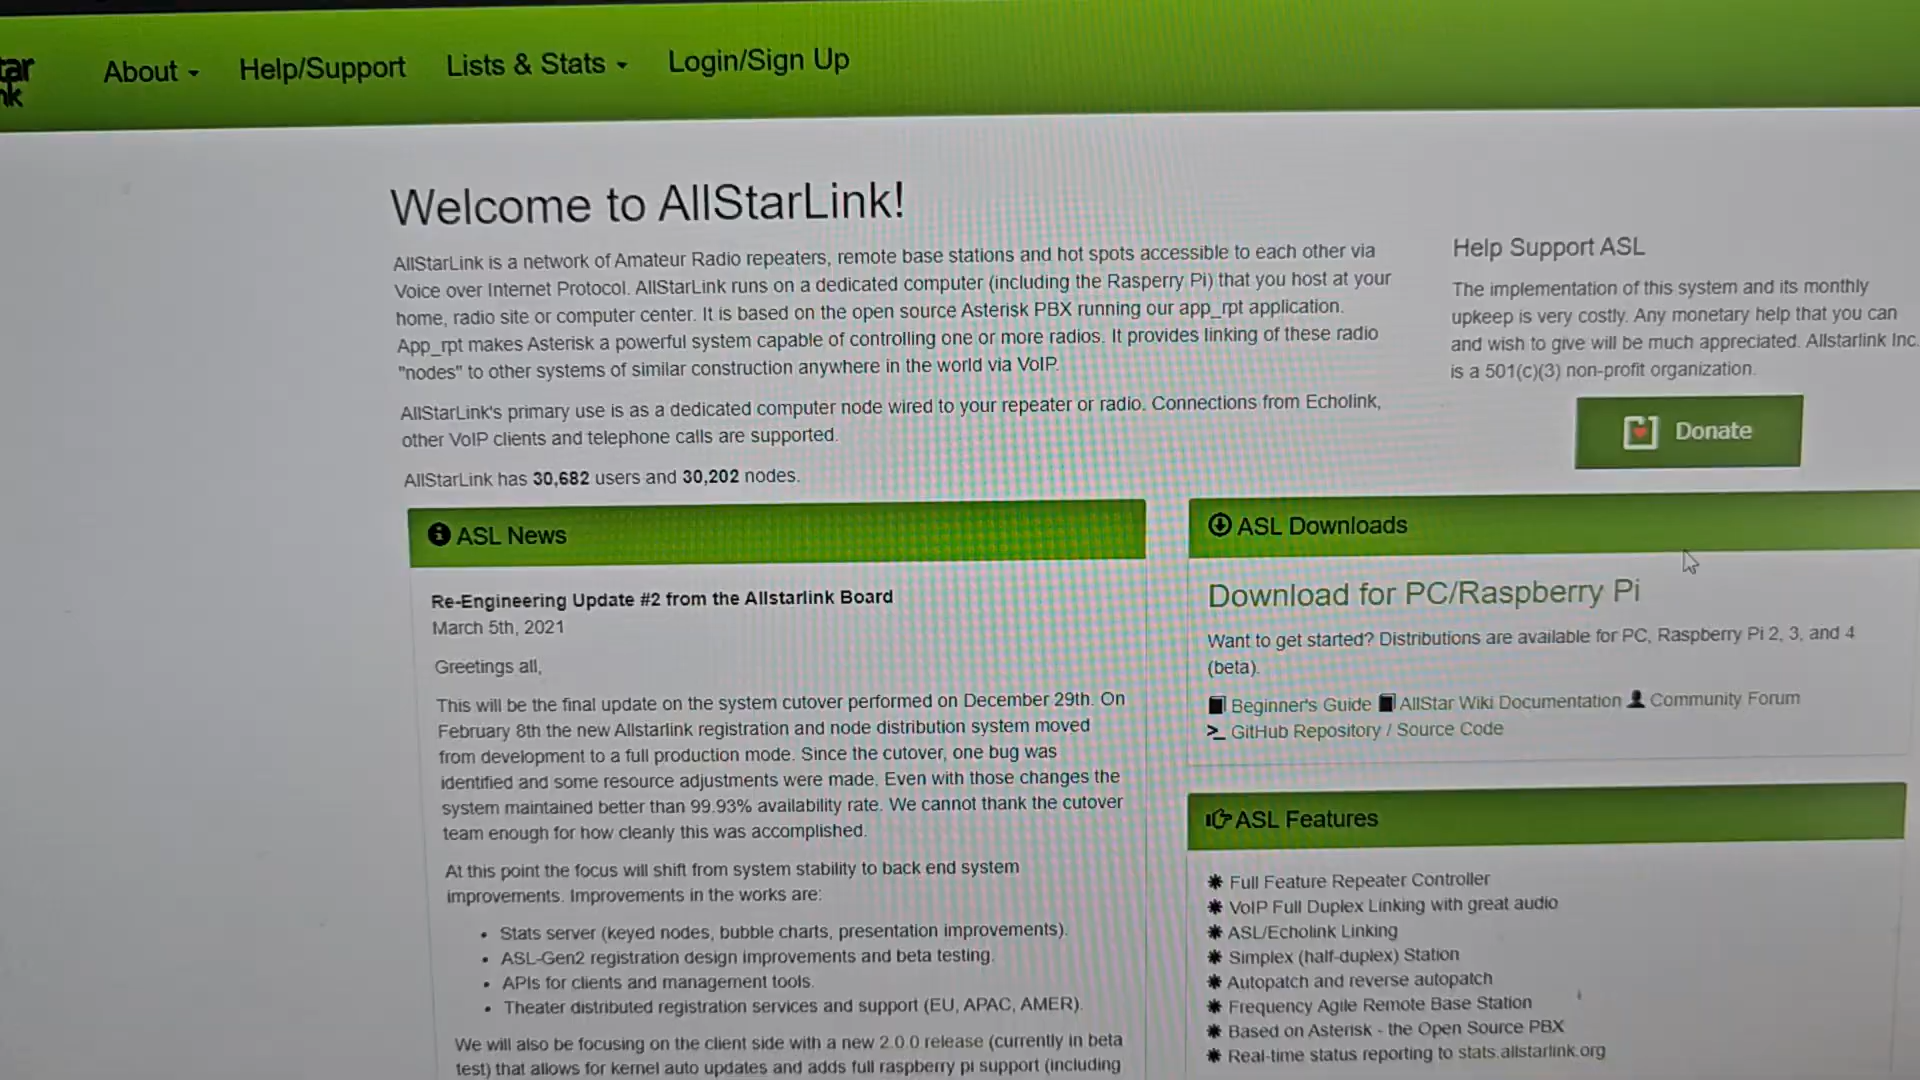 tar
nk
About
Help/Support
Lists & Stats
Login/Sign Up
Welcome to AllStarLink!
AllStarLink is a network of Amateur Radio repeaters, remote base stations and hot spots accessible to each other via
Voice over Internet Protocol. AllStarLink runs on a dedicated computer (including the Rasperry Pi) that you host at your
home, radio site or computer center. It is based on the open source Asterisk PBX running our app_rpt application.
App_rpt makes Asterisk a powerful system capable of controlling one or more radios. It provides linking of these radio
"nodes" to other systems of similar construction anywhere in the world via VoIP.
AllStarLink's primary use is as a dedicated computer node wired to your repeater or radio. Connections from Echolink,
other VoIP clients and telephone calls are supported.
AllStarLink has 30,682 users and 30,202 nodes.
Help Support ASL
The implementation of this system and its monthly
upkeep is very costly. Any monetary help that you can
and wish to give will be much appreciated. Allstarlink Inc.
is a 501(c)(3) non-profit organization.
Donate
ASL News
Re-Engineering Update #2 from the Allstarlink Board
March 5th, 2021
Greetings all,
This will be the final update on the system cutover performed on December 29th. On
February 8th the new Allstarlink registration and node distribution system moved
from development to a full production mode. Since the cutover, one bug was
identified and some resource adjustments were made. Even with those changes the
system maintained better than 99.93% availability rate. We cannot thank the cutover
team enough for how cleanly this was accomplished.
At this point the focus will shift from system stability to back end system
improvements. Improvements in the works are:
• Stats server (keyed nodes, bubble charts, presentation improvements).
• ASL-Gen2 registration design improvements and beta testing.
• APIs for clients and management tools.
• Theater distributed registration services and support (EU, APAC, AMER).
We will also be focusing on the client side with a new 2.0.0 release (currently in beta
test) that allows for kernel auto updates and adds full raspberry pi support (including
ASL Downloads
Download for PC/Raspberry Pi
Want to get started? Distributions are available for PC, Raspberry Pi 2, 3, and 4
(beta).
Beginner's Guide AllStar Wiki Documentation Community Forum
GitHub Repository / Source Code
ASL Features
Full Feature Repeater Controller
VoIP Full Duplex Linking with great audio
ASL/Echolink Linking
Simplex (half-duplex) Station
Autopatch and reverse autopatch
Frequency Agile Remote Base Station
Based on Asterisk - the Open Source PBX
Real-time status reporting to stats.allstarlink.org